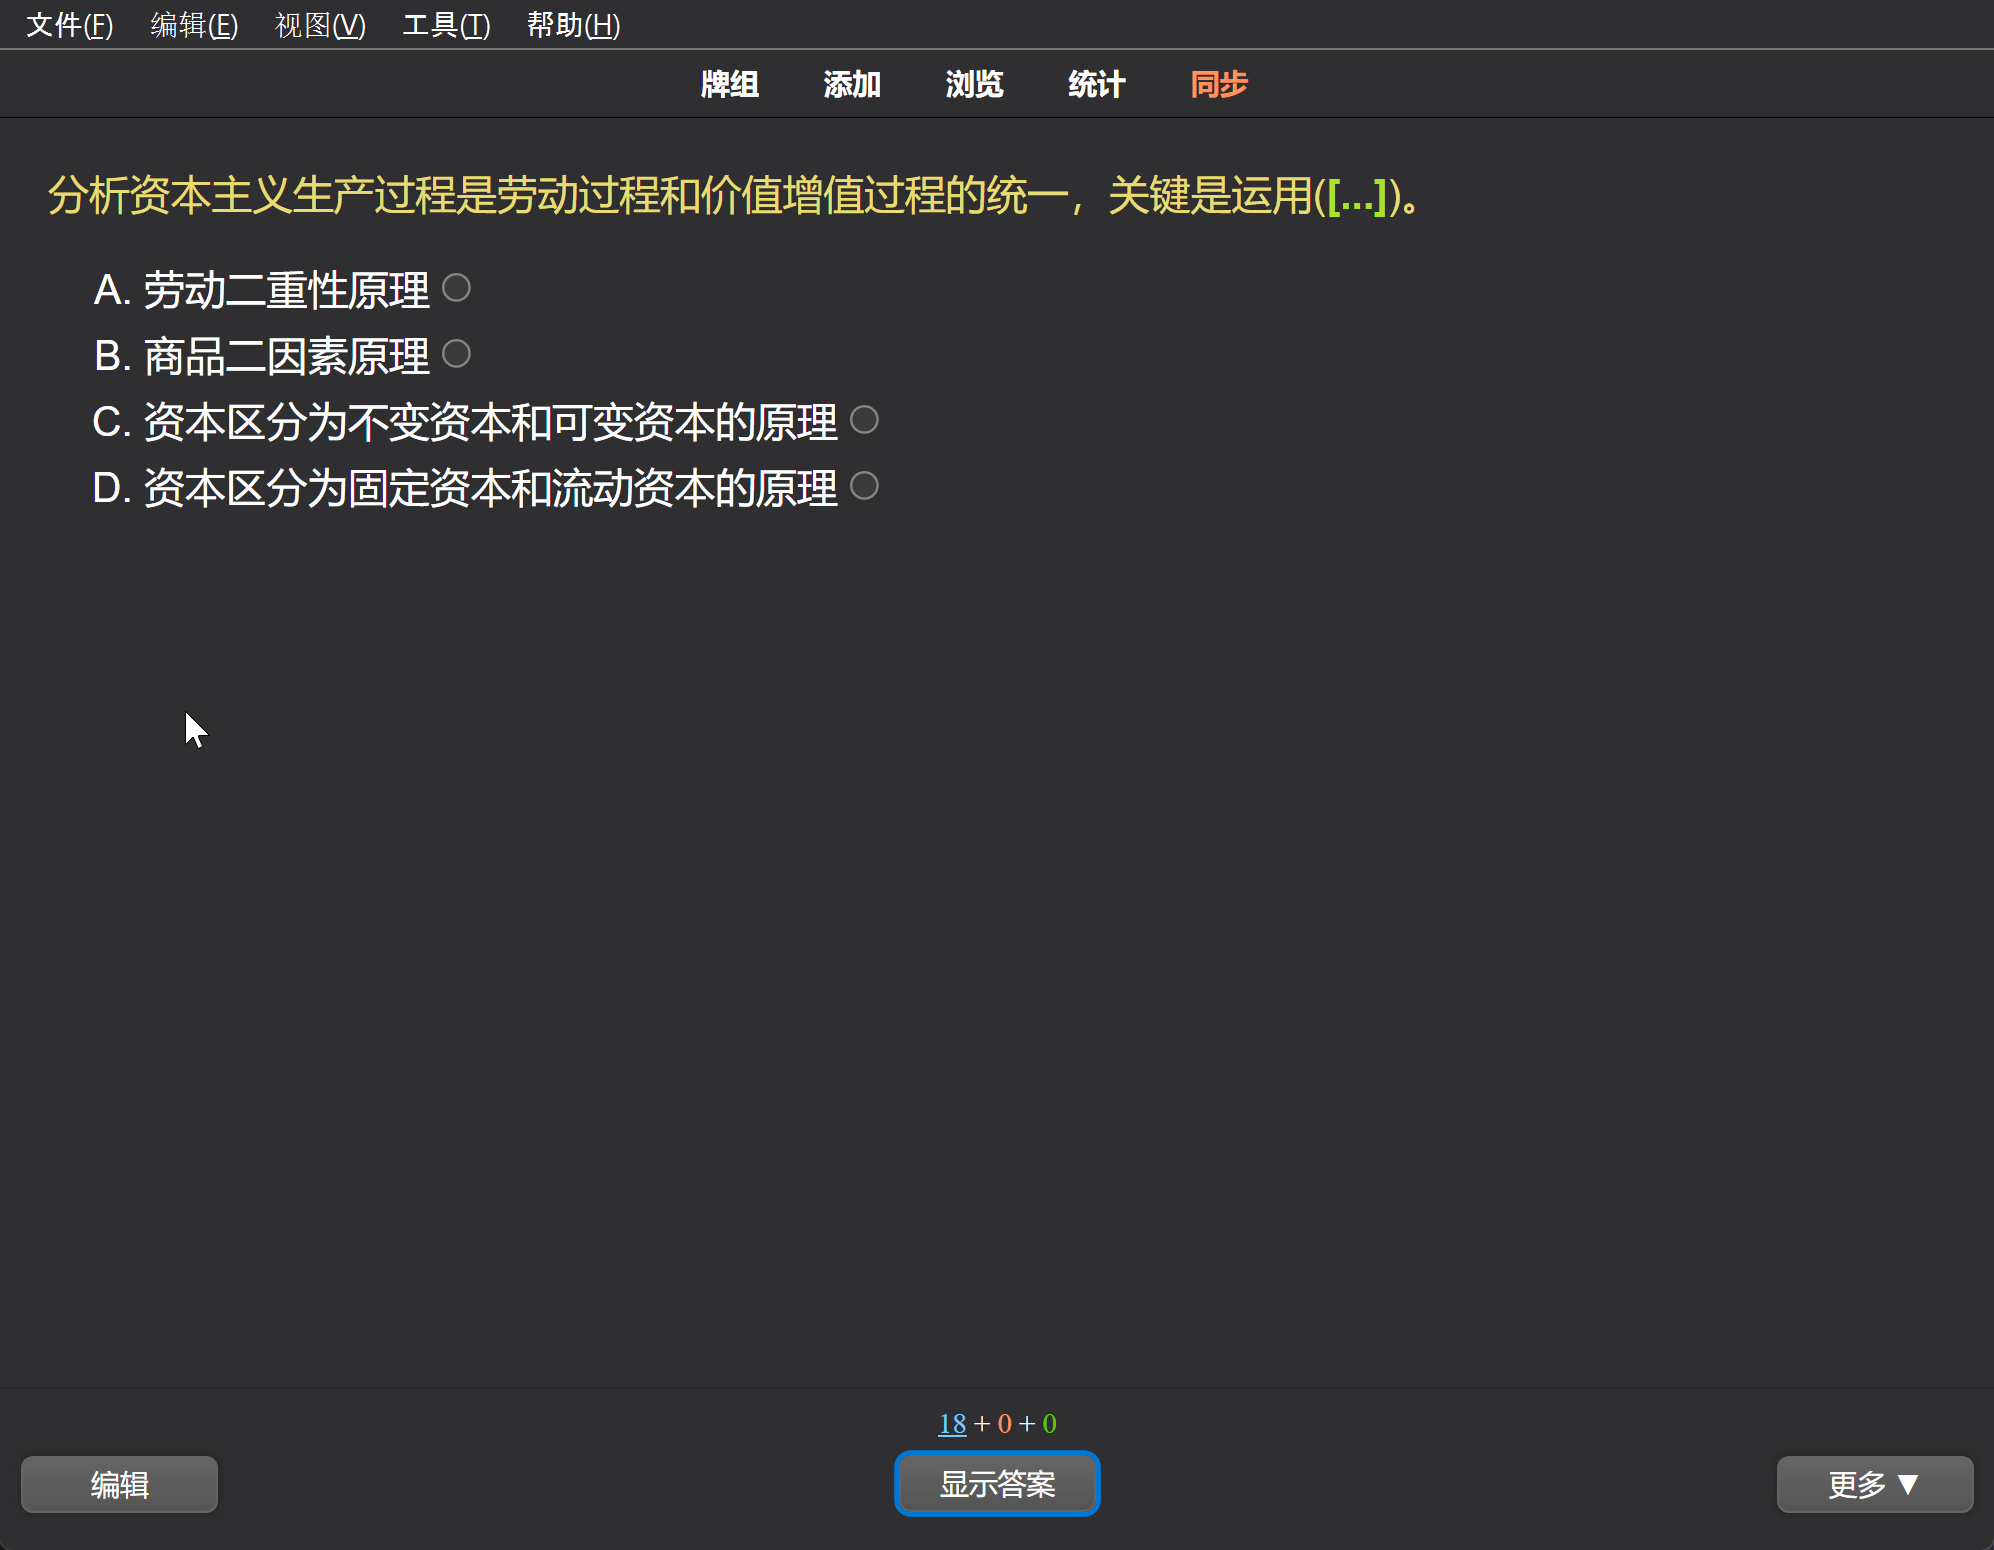 文件(F) 编辑(E) 视图(V) 工具(T) 帮助(H)
牌组 添加 浏览 统计 同步
分析资本主义生产过程是劳动过程和价值增值过程的统一，关键是运用([...])。
A. 劳动二重性原理
B. 商品二因素原理
C. 资本区分为不变资本和可变资本的原理
D. 资本区分为固定资本和流动资本的原理
18 + 0 + 0
编辑 显示答案 更多 ▼